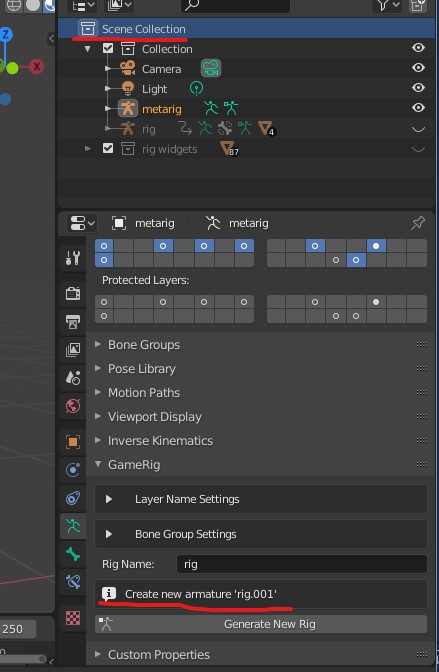 Scene Collection
Collection
Camera
Light
metarig
rig
4
rig widgets
87
Z
X
metarig
metarig
Protected Layers:
Bone Groups
Pose Library
Motion Paths
Viewport Display
Inverse Kinematics
GameRig
Layer Name Settings
Bone Group Settings
Rig Name:
rig
Create new armature 'rig.001'
250
Generate New Rig
Custom Properties